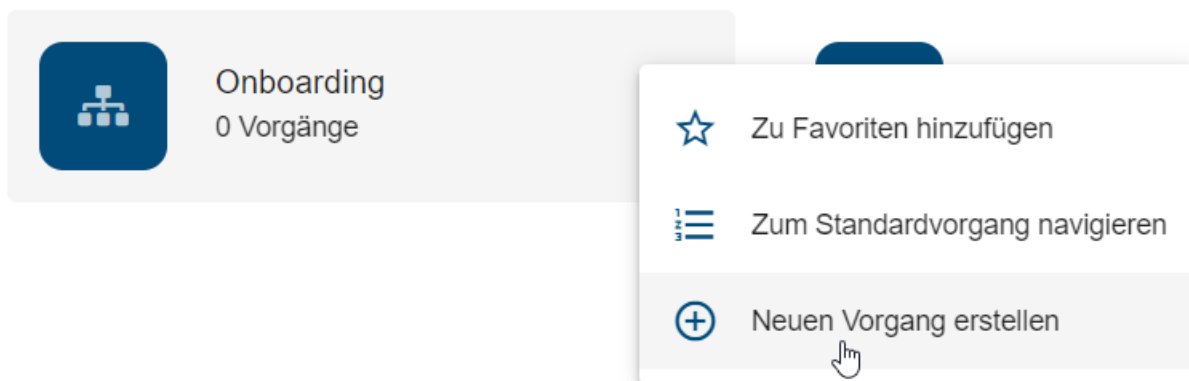 Onboarding
0 Vorgänge
Zu Favoriten hinzufügen
Zum Standardvorgang navigieren
Neuen Vorgang erstellen